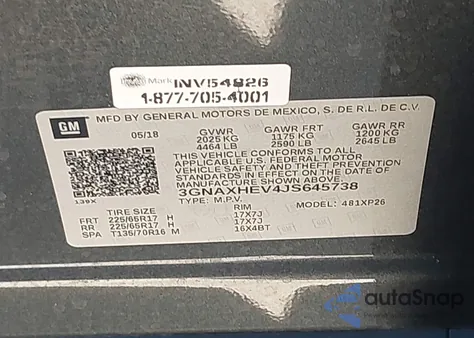 Mark INV54826
1-877-705-4001
GM
MFD BY GENERAL MOTORS DE MEXICO, S. DE R.L. DE C.V.
05/18 GVWR GAWR FRT GAWR RR
2025 KG 1175 KG 1200 KG
4464 LB 2590 LB 2645 LB
THIS VEHICLE CONFORMS TO ALL
APPLICABLE U.S. FEDERAL MOTOR
VEHICLE SAFETY AND THEFT PREVENTION
STANDARDS IN EFFECT ON THE DATE OF
MANUFACTURE SHOWN ABOVE.
3GNAXHEV4JS645738
TYPE: M.P.V. MODEL: 481XP26
139X RIM
FRT 225/65R17 H 17X7J
RR 225/65R17 H 17X7J
SPA T135/70R16 M 16X4BT
autoSnap